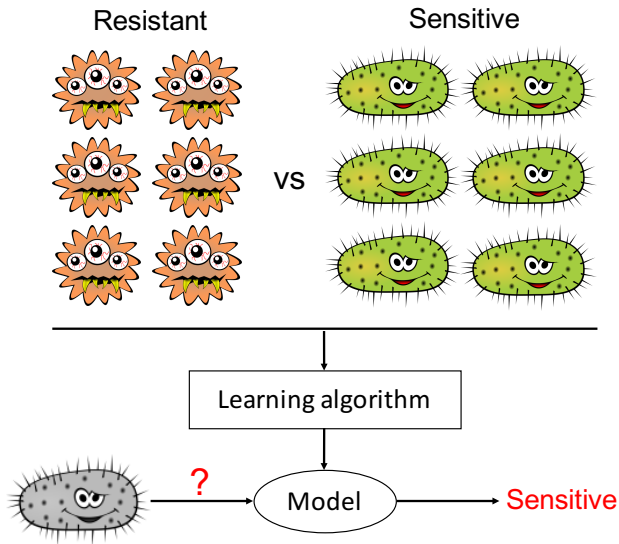 Resistant
Sensitive
vs
Learning algorithm
?
Model
Sensitive